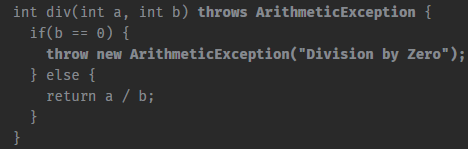 int div(int a, int b) throws ArithmeticException {
  if(b == 0) {
    throw new ArithmeticException("Division by Zero");
  } else {
    return a / b;
  }
}